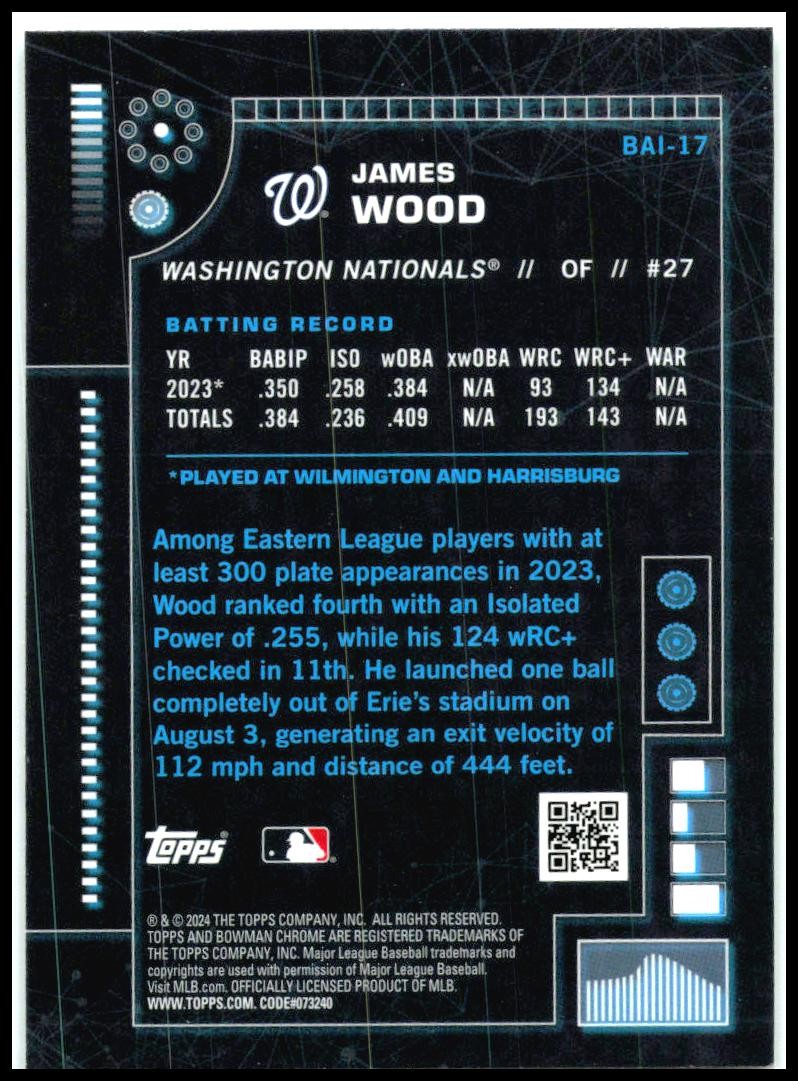 BAI-17
W®
JAMES
WOOD
WASHINGTON NATIONALS® // OF // #27
BATTING RECORD
YR BABIP ISO wOBA xwOBA WRC WRC+ WAR
2023* .350 .258 .384 N/A 93 134 N/A
TOTALS .384 .236 .409 N/A 193 143 N/A
*PLAYED AT WILMINGTON AND HARRISBURG
Among Eastern League players with at
least 300 plate appearances in 2023,
Wood ranked fourth with an Isolated
Power of .255, while his 124 wRC+
checked in 11th. He launched one ball
completely out of Erie's stadium on
August 3, generating an exit velocity of
112 mph and distance of 444 feet.
topps®
® & © 2024 THE TOPPS COMPANY, INC. ALL RIGHTS RESERVED.
TOPPS AND BOWMAN CHROME ARE REGISTERED TRADEMARKS OF
THE TOPPS COMPANY, INC. Major League Baseball trademarks and
copyrights are used with permission of Major League Baseball.
Visit MLB.com. OFFICIALLY LICENSED PRODUCT OF MLB.
WWW.TOPPS.COM. CODE#073240